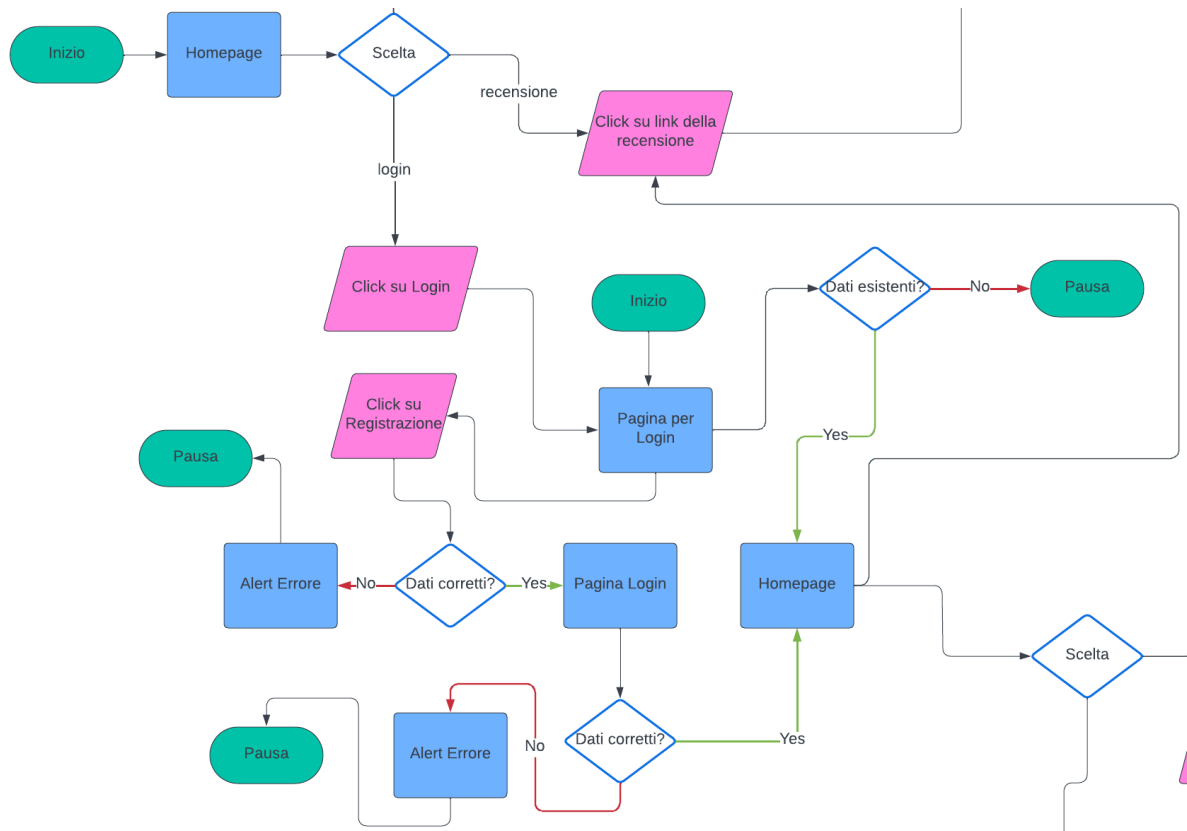 Inizio
Homepage
Scelta
recensione
Click su link della
recensione
login
Click su Login
Inizio
Dati esistenti?
No
Pausa
Click su
Registrazione
Pagina per
Login
Yes
Pausa
Alert Errore
No
Dati corretti?
Yes
Pagina Login
Homepage
Scelta
Pausa
Alert Errore
No
Dati corretti?
Yes